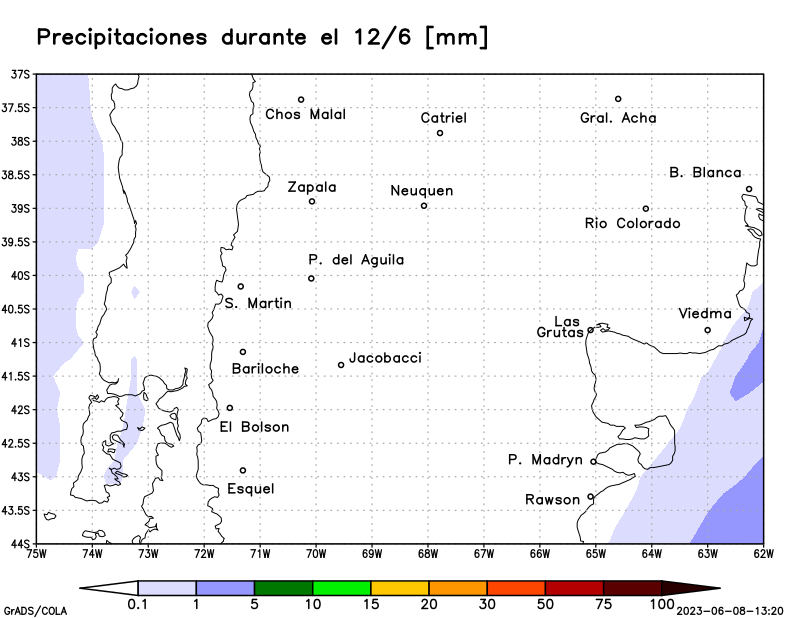 Precipitaciones durante el 12/6 [mm]
37S
37.5S
Chos Malal
Catriel
Gral. Acha
38S
38.5S
Zapala
Neuquen
B. Blanca
39S
Rio Colorado
39.5S
P. del Aguila
40S
S. Martin
40.5S
Las
Grutas
Viedma
41S
Bariloche
Jacobacci
41.5S
42S
El Bolson
42.5S
P. Madryn
43S
Esquel
Rawson
43.5S
44S
75W 74W 73W 72W 71W 70W 69W 68W 67W 66W 65W 64W 63W 62W
0.1 1 5 10 15 20 30 50 75 100
GrADS/COLA
2023-06-08-13:20